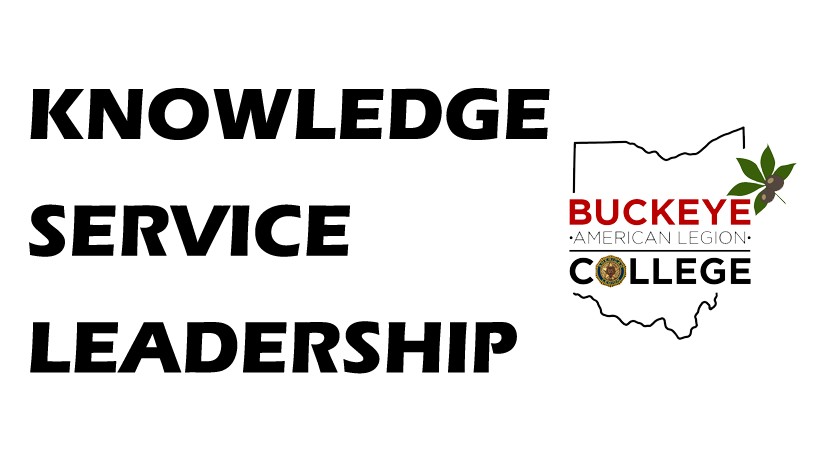 KNOWLEDGE
SERVICE
LEADERSHIP
BUCKEYE
•AMERICAN LEGION•
COLLEGE